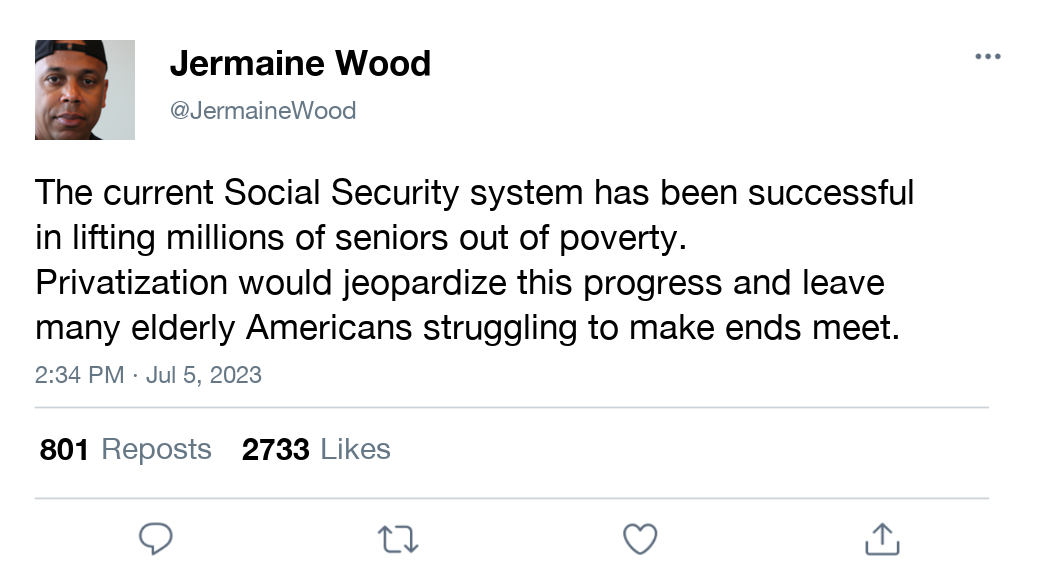 Jermaine Wood
@JermaineWood
The current Social Security system has been successful
in lifting millions of seniors out of poverty.
Privatization would jeopardize this progress and leave
many elderly Americans struggling to make ends meet.
2:34 PM · Jul 5, 2023
801 Reposts 2733 Likes